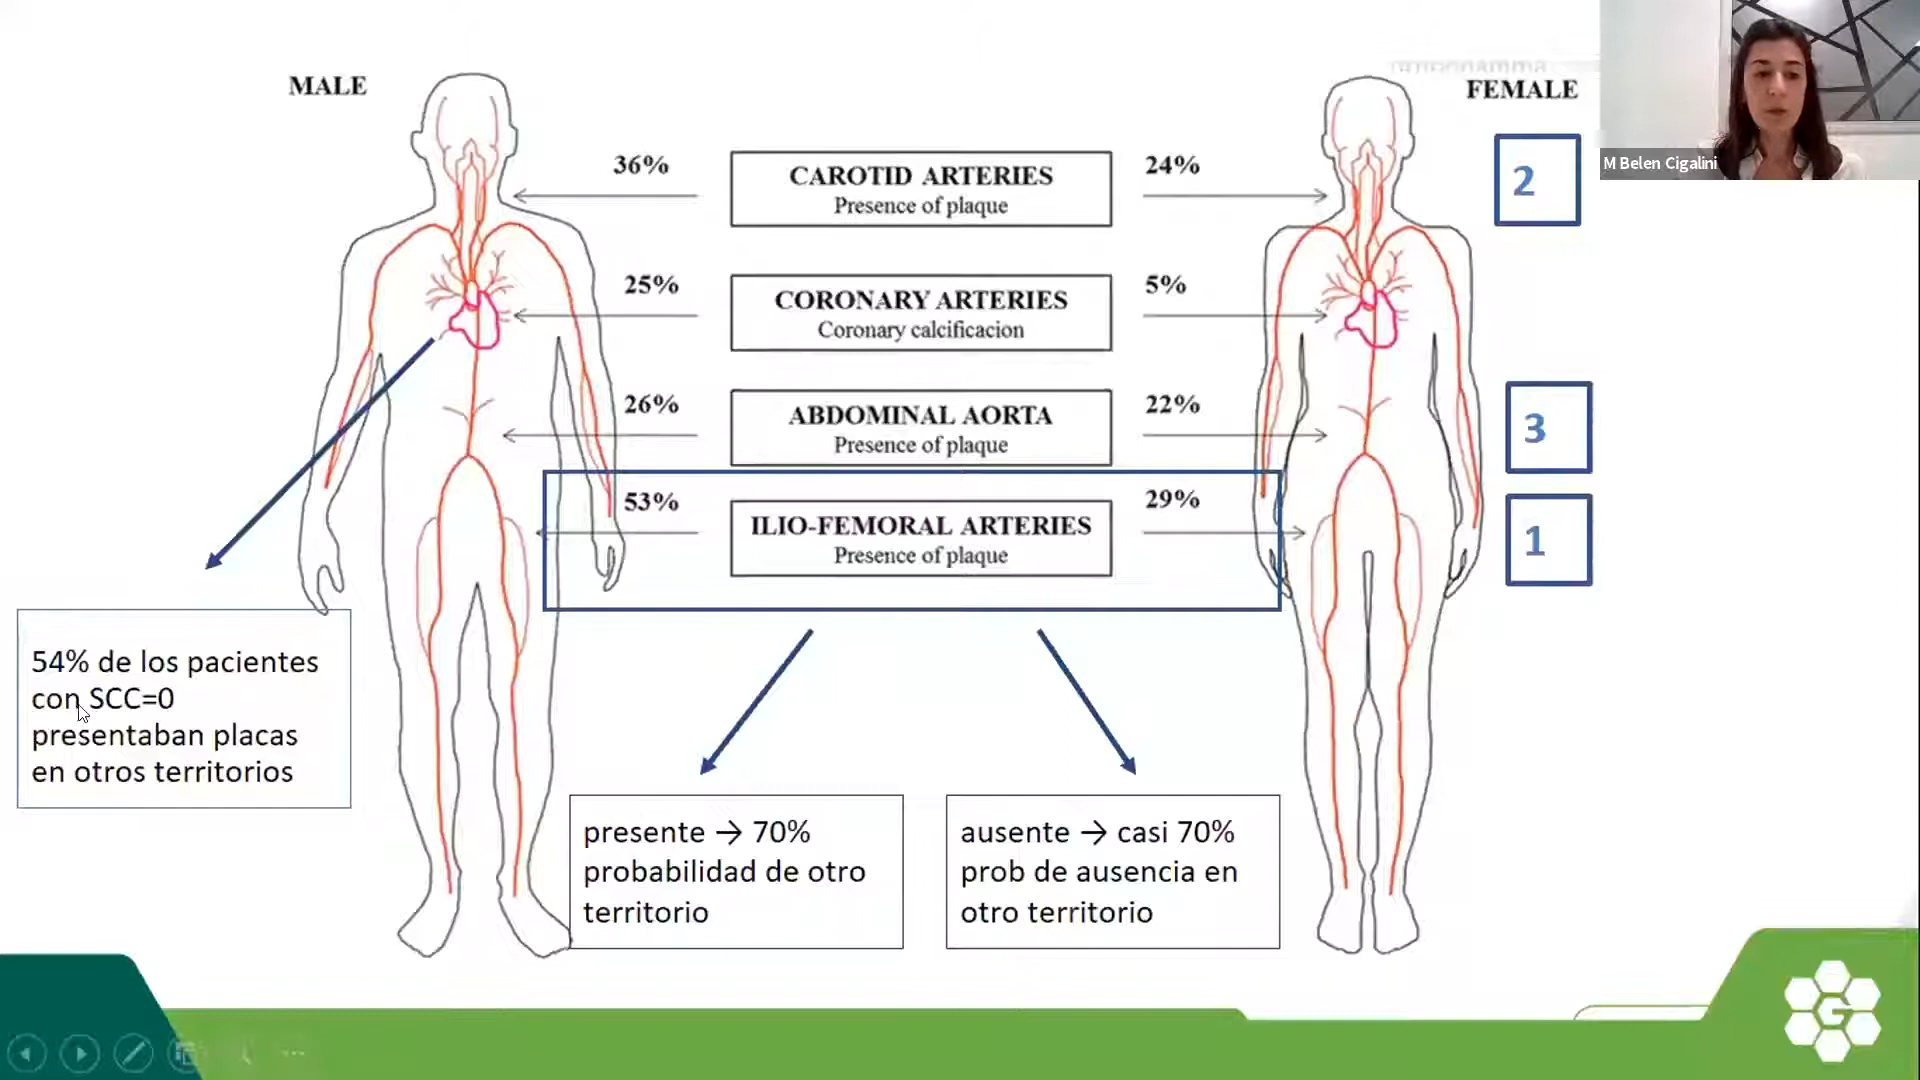 MALE
FEMALE
M Belen Cigalini
36%
CAROTID ARTERIES
Presence of plaque
24%
2
25%
CORONARY ARTERIES
Coronary calcificacion
5%
26%
ABDOMINAL AORTA
Presence of plaque
22%
3
53%
ILIO-FEMORAL ARTERIES
Presence of plaque
29%
1
54% de los pacientes
con SCC=0
presentaban placas
en otros territorios
presente → 70%
probabilidad de otro
territorio
ausente → casi 70%
prob de ausencia en
otro territorio
G